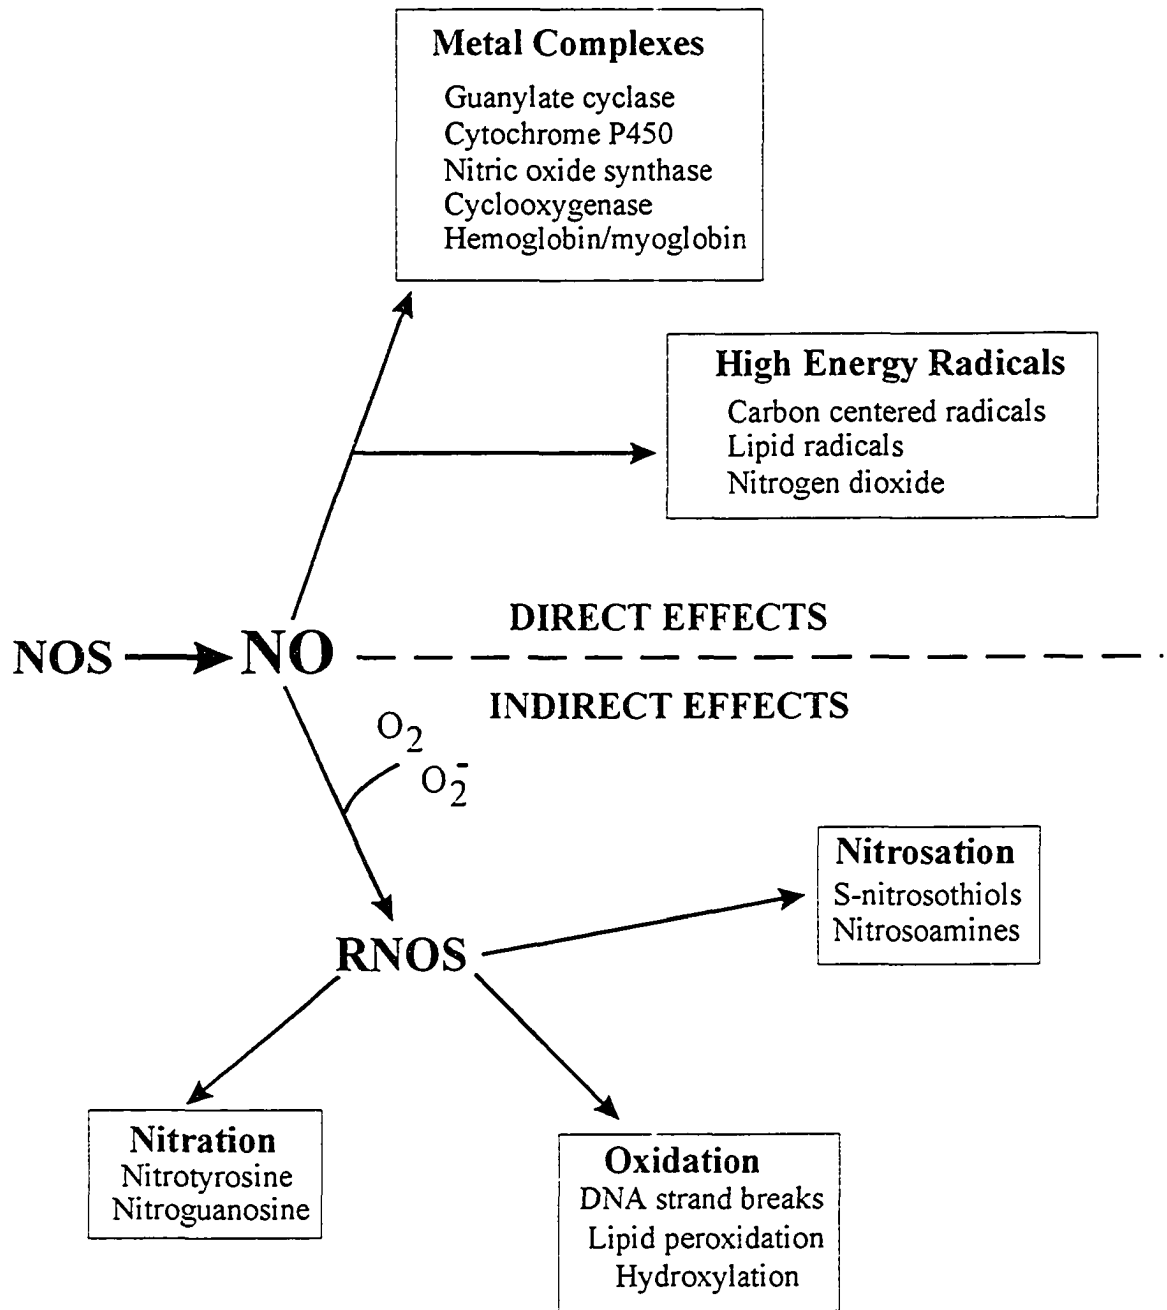 Metal Complexes
Guanylate cyclase
Cytochrome P450
Nitric oxide synthase
Cyclooxygenase
Hemoglobin/myoglobin
High Energy Radicals
Carbon centered radicals
Lipid radicals
Nitrogen dioxide
DIRECT EFFECTS
NOS NO
INDIRECT EFFECTS
O2
O2-
Nitrosation
S-nitrosothiols
Nitrosoamines
RNOS
Nitration
Nitrotyrosine
Nitroguanosine
Oxidation
DNA strand breaks
Lipid peroxidation
Hydroxylation